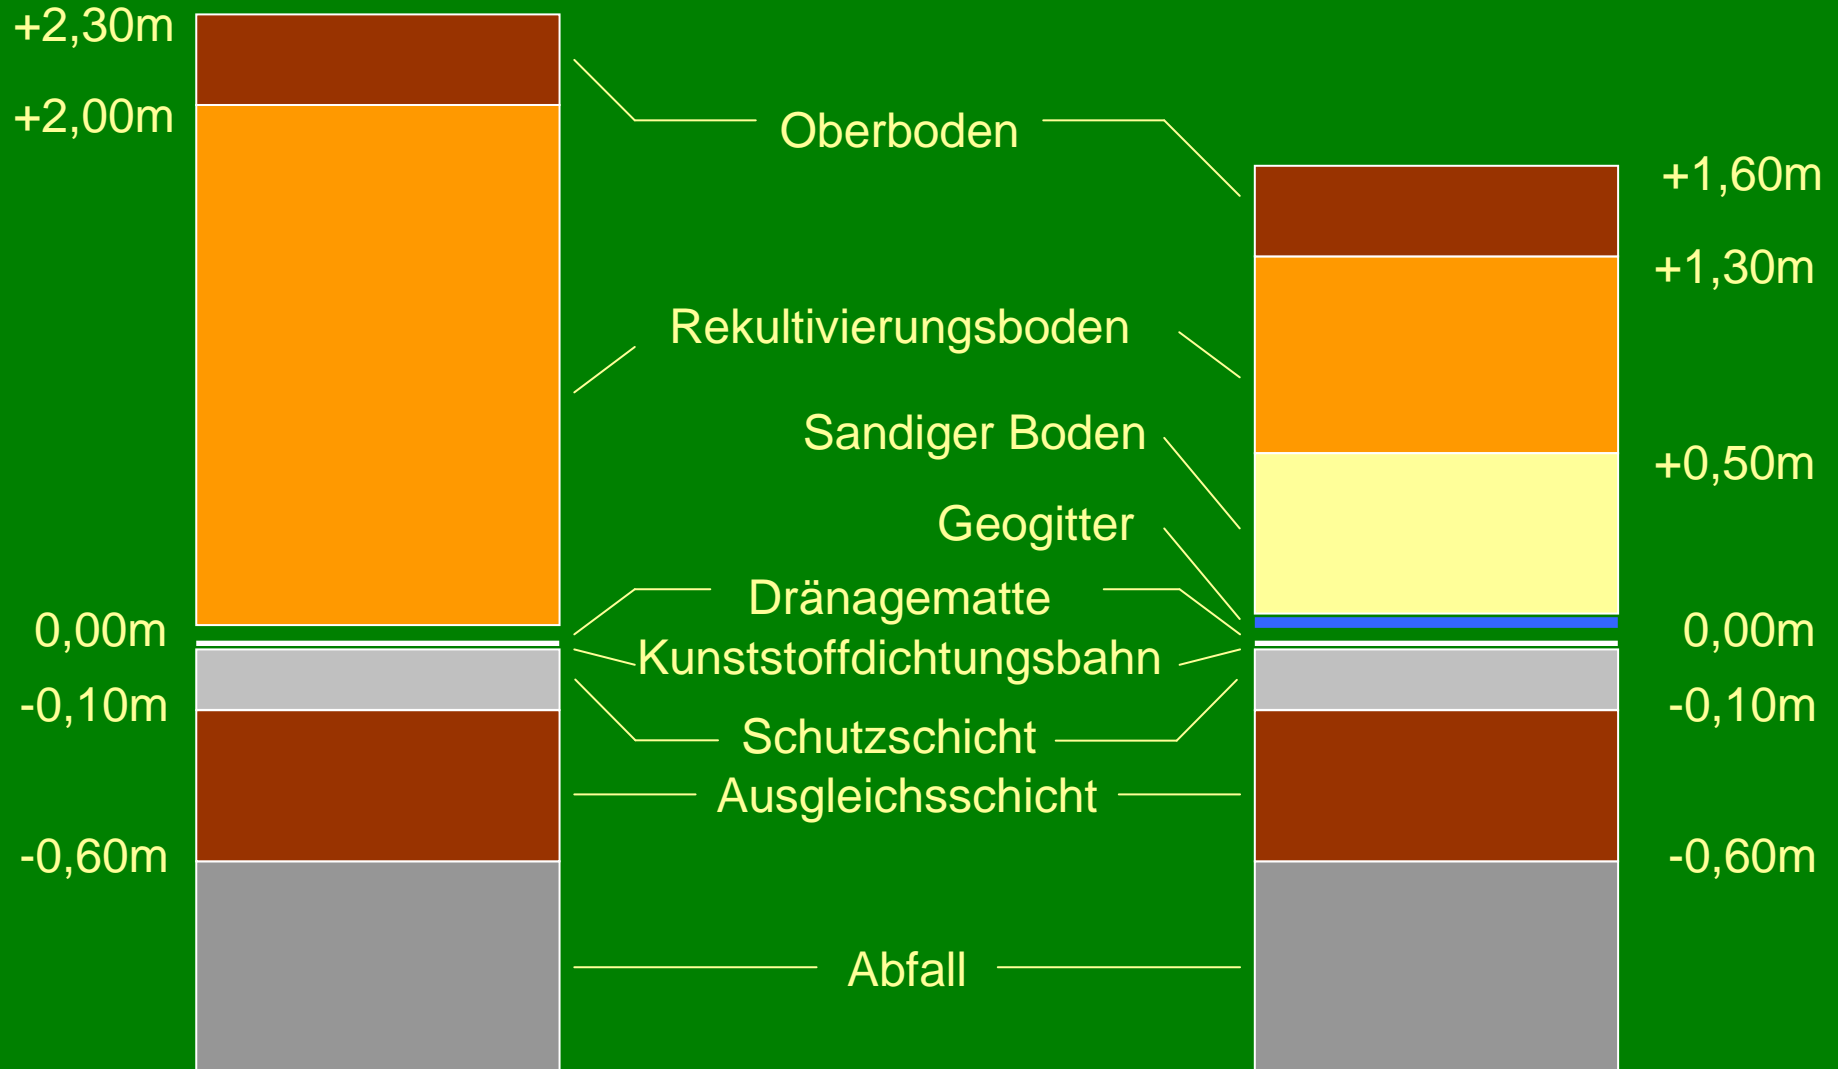 +2,30m
+2,00m
Oberboden
+1,60m
+1,30m
Rekultivierungsboden
Sandiger Boden
+0,50m
Geogitter
Dränagematte
0,00m
0,00m
Kunststoffdichtungsbahn
-0,10m
-0,10m
Schutzschicht
Ausgleichsschicht
-0,60m
-0,60m
Abfall